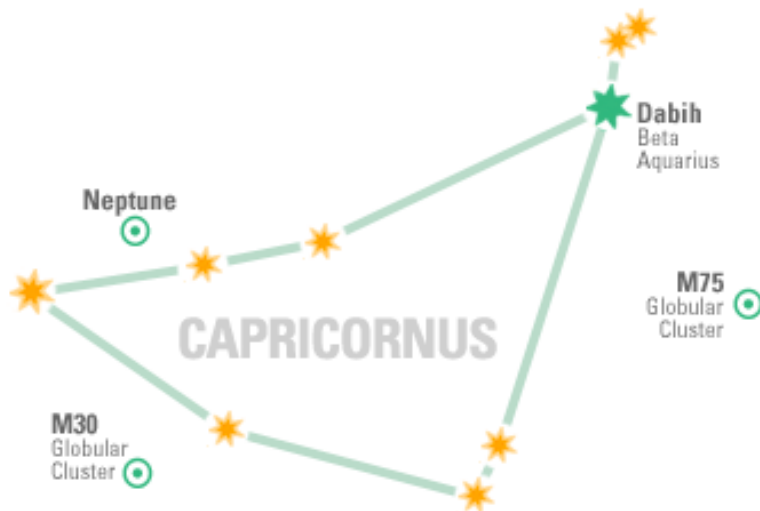 Dabih
Beta
Aquarius
Neptune
M75
Globular
Cluster
CAPRICORNUS
M30
Globular
Cluster